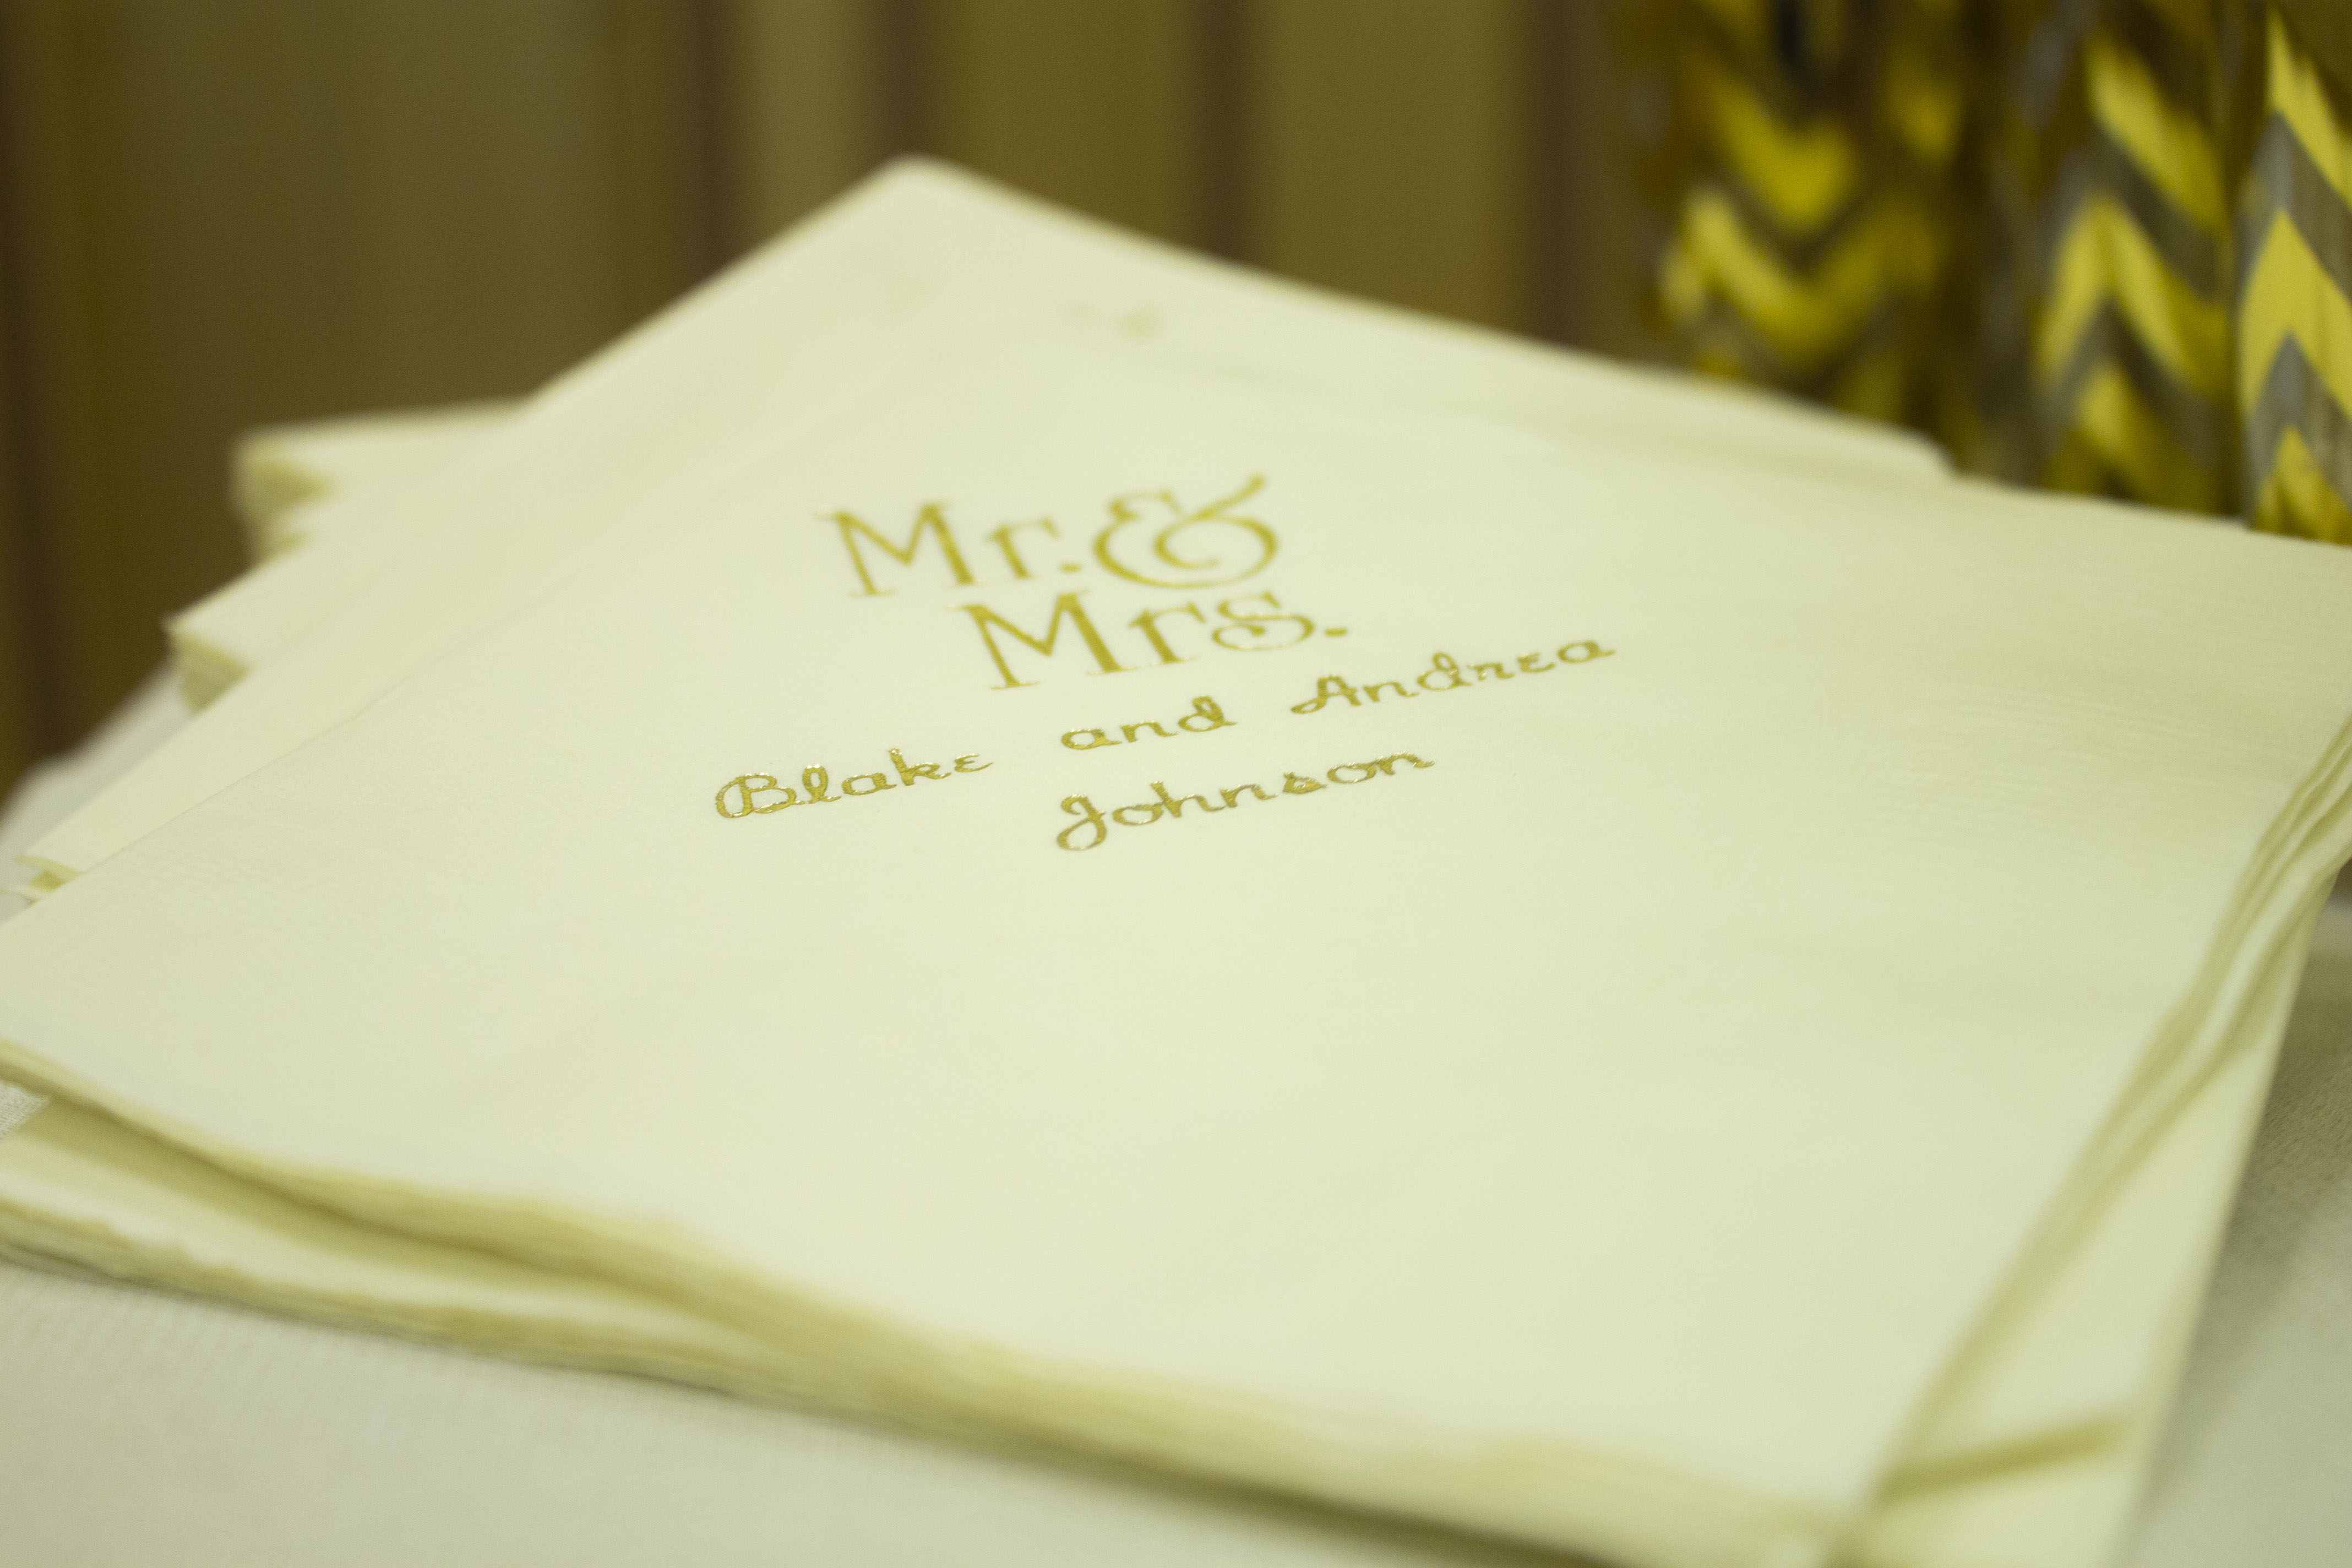 Mr. &
Mrs.
Blake and Andrea
Johnson